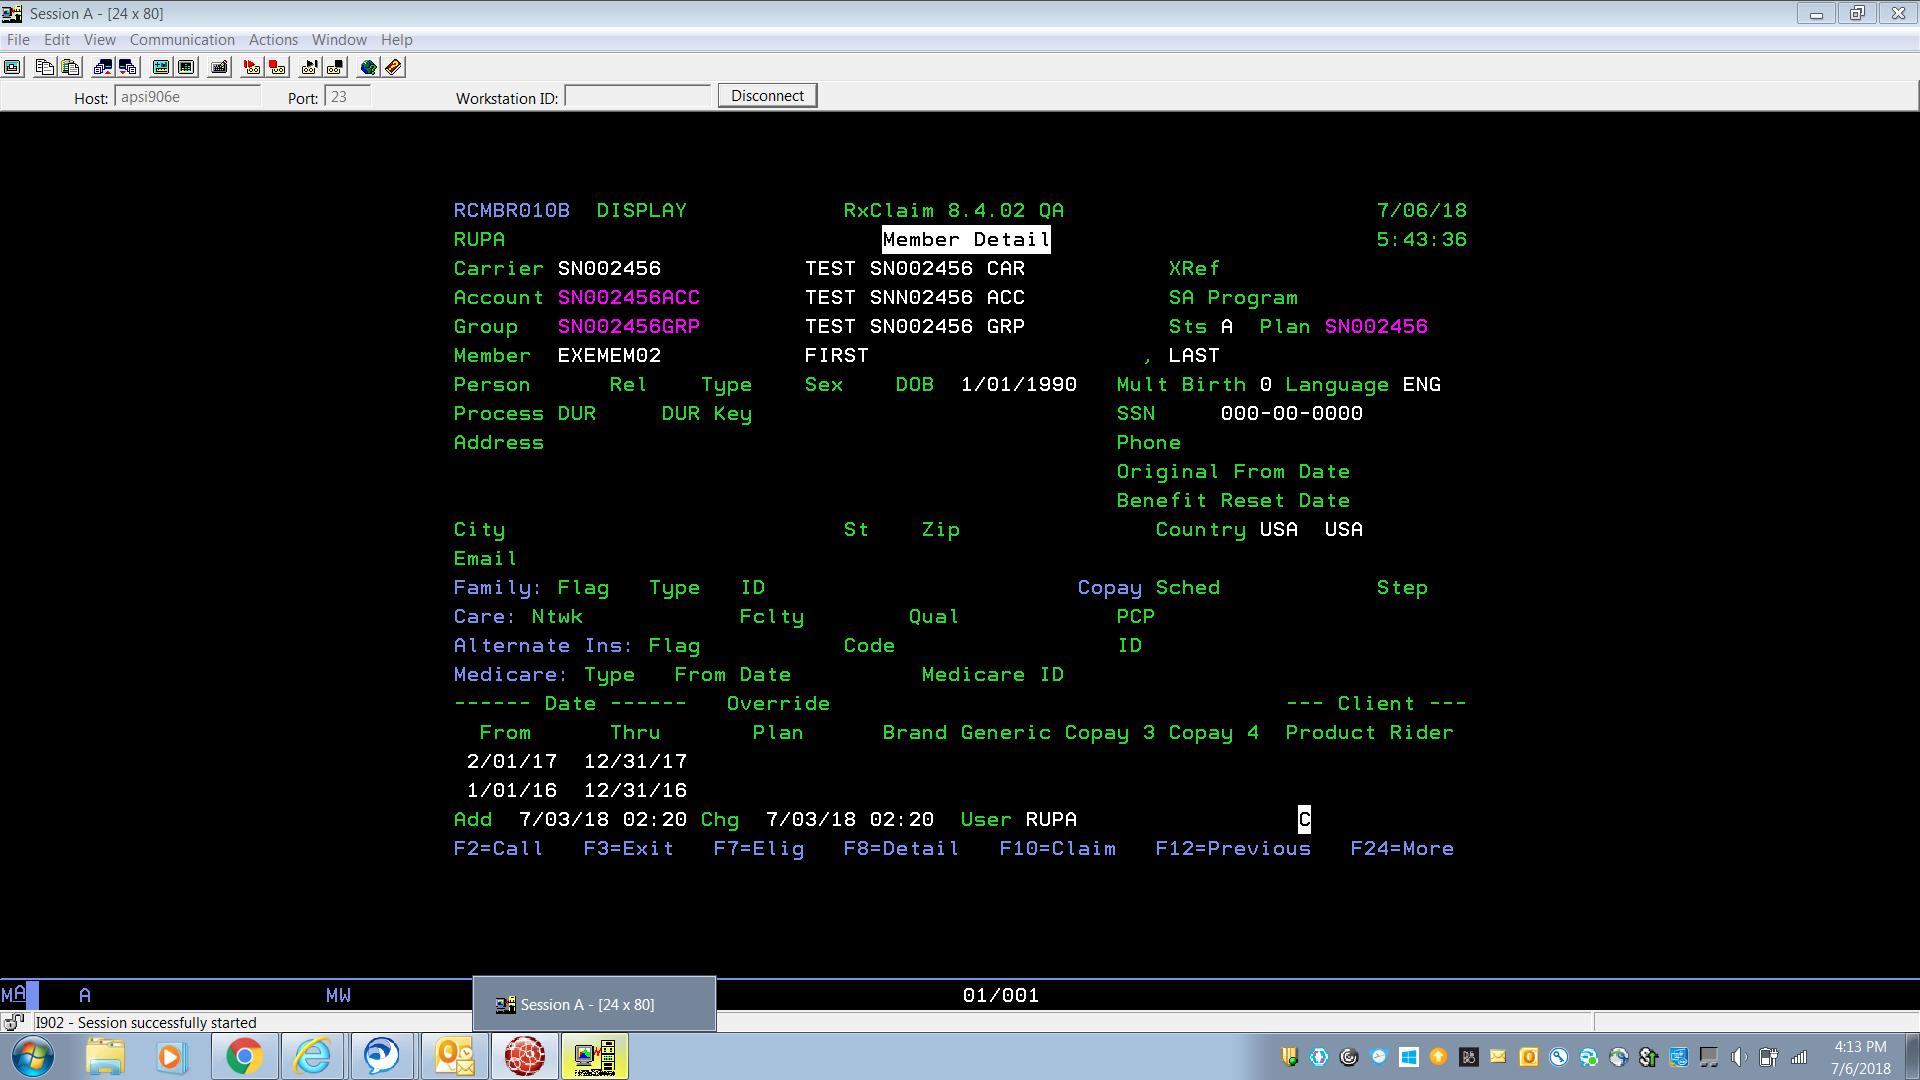 Session A - [24 x 80]
File Edit View Communication Actions Window Help
Host: apsi906e Port: 23 Workstation ID: Disconnect
RCMBR010B DISPLAY RxClaim 8.4.02 QA 7/06/18
RUPA Member Detail 5:43:36
Carrier SN002456 TEST SN002456 CAR XRef
Account SN002456ACC TEST SNN02456 ACC SA Program
Group SN002456GRP TEST SN002456 GRP Sts A Plan SN002456
Member EXEMEM02 FIRST , LAST
Person Rel Type Sex DOB 1/01/1990 Mult Birth 0 Language ENG
Process DUR DUR Key SSN 000-00-0000
Address Phone
Original From Date
Benefit Reset Date
City St Zip Country USA USA
Email
Family: Flag Type ID Copay Sched Step
Care: Ntwk Fclty Qual PCP
Alternate Ins: Flag Code ID
Medicare: Type From Date Medicare ID
------ Date ------ Override --- Client ---
From Thru Plan Brand Generic Copay 3 Copay 4 Product Rider
2/01/17 12/31/17
1/01/16 12/31/16
Add 7/03/18 02:20 Chg 7/03/18 02:20 User RUPA C
F2=Call F3=Exit F7=Elig F8=Detail F10=Claim F12=Previous F24=More
MA A MW 01/001
Session A - [24 x 80]
I902 - Session successfully started
4:13 PM
7/6/2018